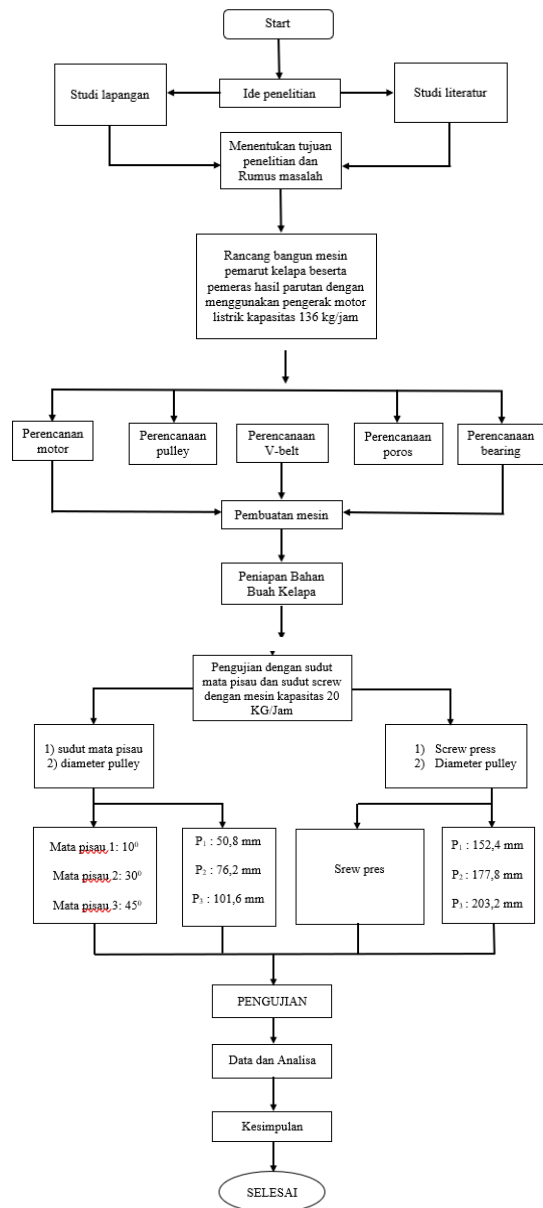 Start
Studi lapangan
Ide penelitian
Studi literatur
Menentukan tujuan
penelitian dan
Rumus masalah
Rancang bangun mesin
pemarut kelapa beserta
pemeras hasil parutan dengan
menggunakan pengerak motor
listrik kapasitas 136 kg/jam
Perencanan
motor
Perencanaan
pulley
Perencanaan
V-belt
Perencanaan
poros
Perencanaan
bearing
Pembuatan mesin
Peniapan Bahan
Buah Kelapa
Pengujian dengan sudut
mata pisau dan sudut screw
dengan mesin kapasitas 20
KG/Jam
1) sudut mata pisau
2) diameter pulley
1) Screw press
2) Diameter pulley
Mata pisau 1: 10⁰
Mata pisau 2: 30⁰
Mata pisau 3: 45⁰
P₁ : 50,8 mm
P₂ : 76,2 mm
P₃ : 101,6 mm
Srew pres
P₁ : 152,4 mm
P₂ : 177,8 mm
P₃ : 203,2 mm
PENGUJIAN
Data dan Analisa
Kesimpulan
SELESAI